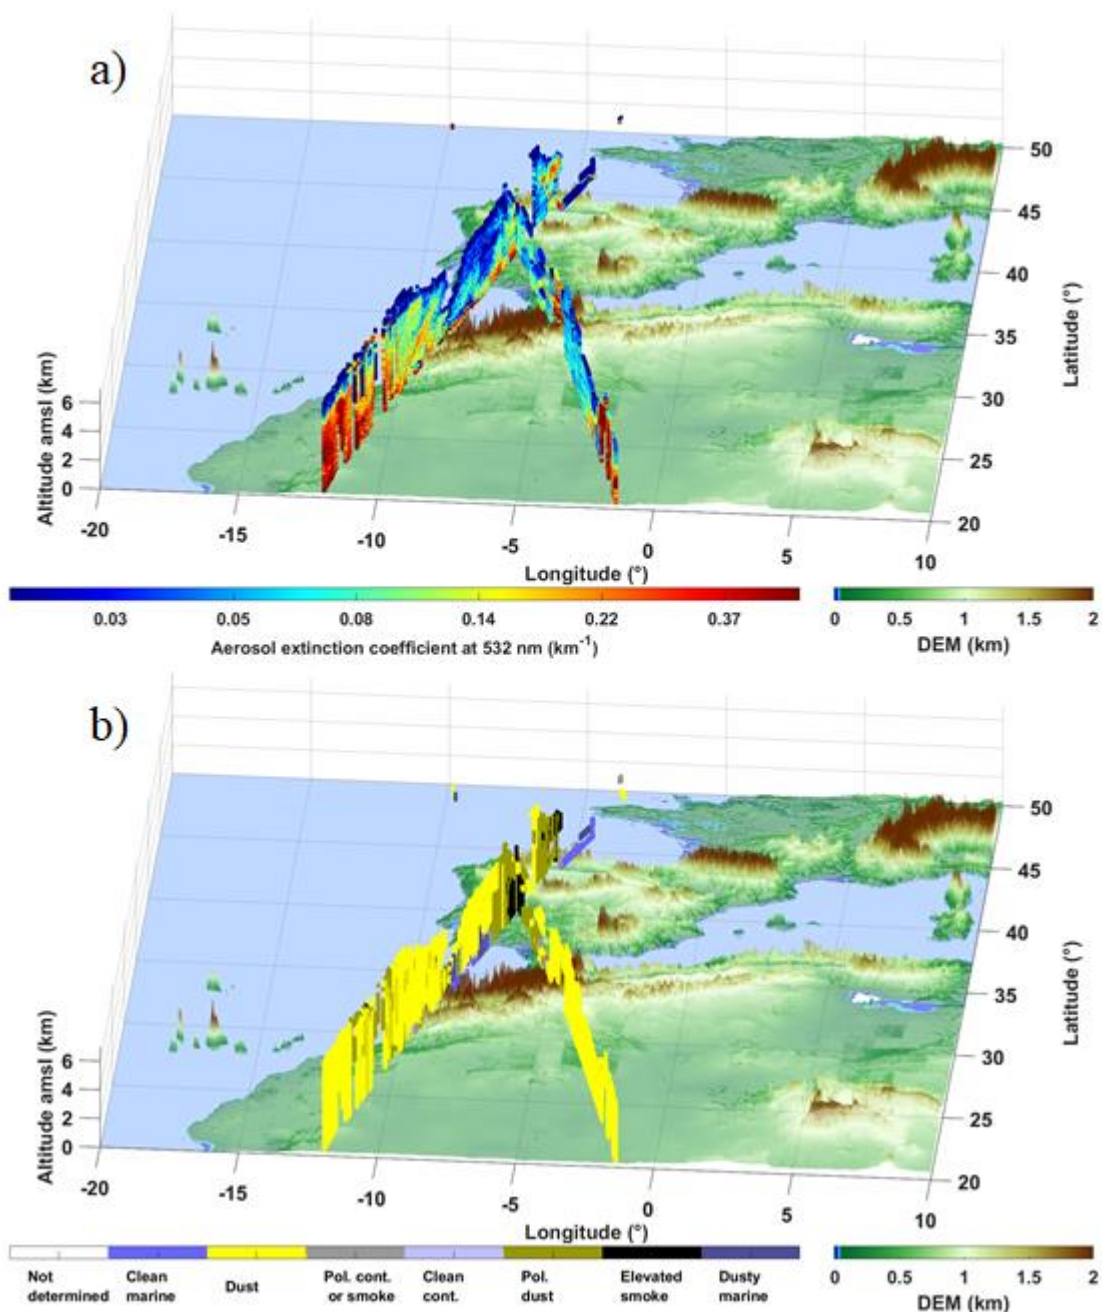 a)
50
45
40
35
30
25
20
Latitude (°)
Altitude amsl (km)
6
4
2
0
-20
-15
-10
-5
0
5
10
Longitude (°)
0.03 0.05 0.08 0.14 0.22 0.37
Aerosol extinction coefficient at 532 nm (km-1)
0 0.5 1 1.5 2
DEM (km)
b)
50
45
40
35
30
25
20
Latitude (°)
Altitude amsl (km)
6
4
2
0
-20
-15
-10
-5
0
5
10
Longitude (°)
Not determined
Clean marine
Dust
Pol. cont. or smoke
Clean cont.
Pol. dust
Elevated smoke
Dusty marine
0 0.5 1 1.5 2
DEM (km)